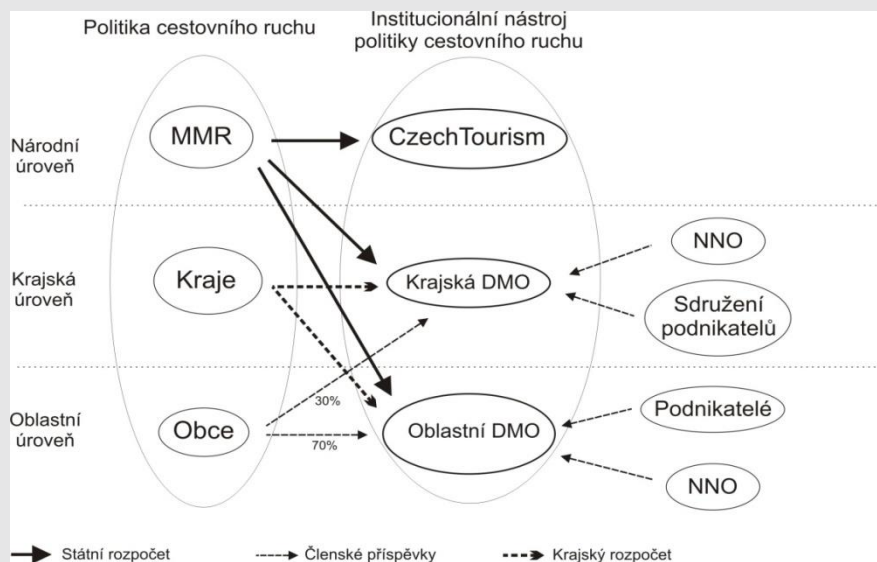 Politika cestovního ruchu
Institucionální nástroj
politiky cestovního ruchu
Národní
úroveň
MMR
CzechTourism
Krajská
úroveň
Kraje
Krajská DMO
NNO
Sdružení
podnikatelů
Oblastní
úroveň
Obce
30%
70%
Oblastní DMO
Podnikatelé
NNO
Státní rozpočet
Členské příspěvky
Krajský rozpočet